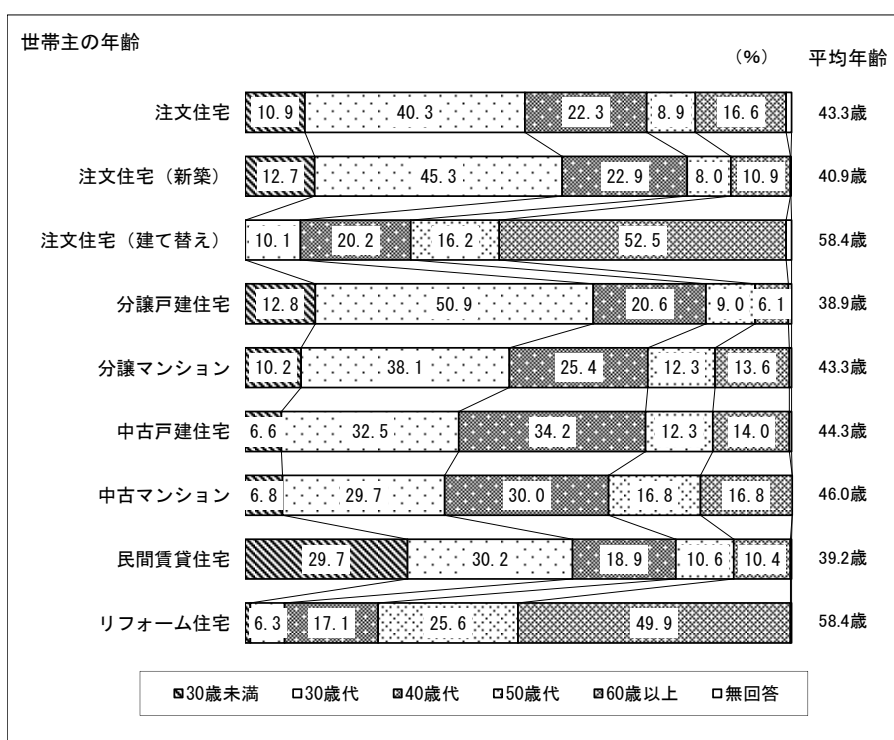 世帯主の年齢
(%) 平均年齢
注文住宅 10.9 40.3 22.3 8.9 16.6 43.3歳
注文住宅（新築） 12.7 45.3 22.9 8.0 10.9 40.9歳
注文住宅（建て替え） 10.1 20.2 16.2 52.5 58.4歳
分譲戸建住宅 12.8 50.9 20.6 9.0 6.1 38.9歳
分譲マンション 10.2 38.1 25.4 12.3 13.6 43.3歳
中古戸建住宅 6.6 32.5 34.2 12.3 14.0 44.3歳
中古マンション 6.8 29.7 30.0 16.8 16.8 46.0歳
民間賃貸住宅 29.7 30.2 18.9 10.6 10.4 39.2歳
リフォーム住宅 6.3 17.1 25.6 49.9 58.4歳
30歳未満 30歳代 40歳代 50歳代 60歳以上 無回答